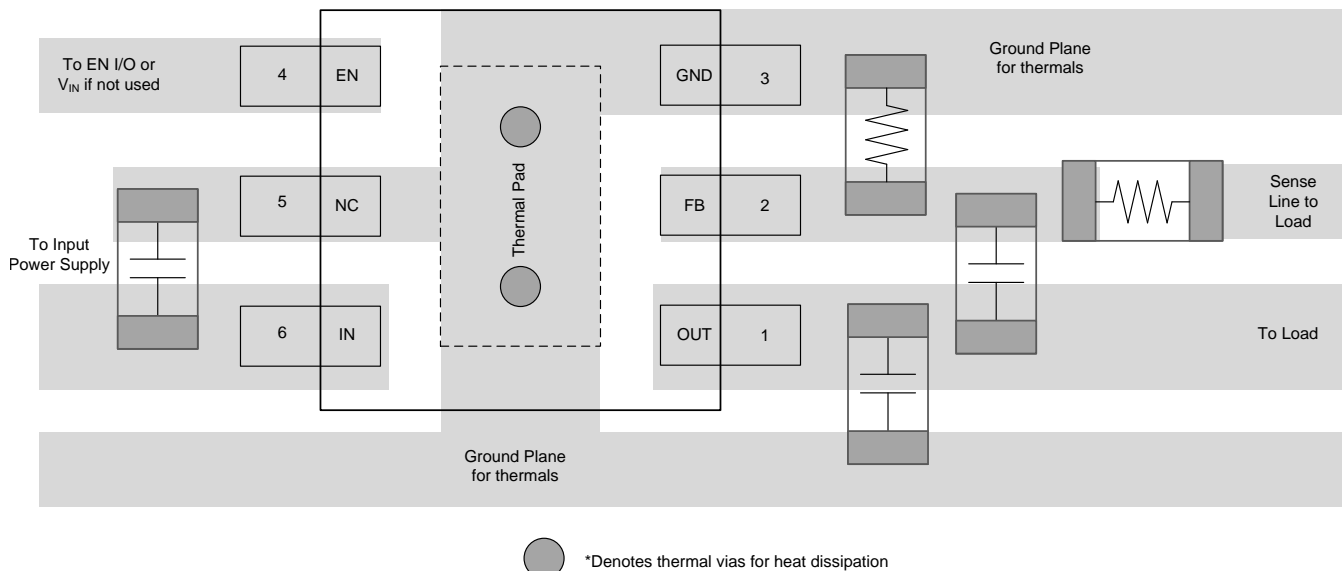 To EN I/O or
VIN if not used
4
EN
GND
3
Ground Plane
for thermals
5
NC
Thermal Pad
FB
2
Sense
Line to
Load
To Input
Power Supply
6
IN
OUT
1
To Load
Ground Plane
for thermals
*Denotes thermal vias for heat dissipation